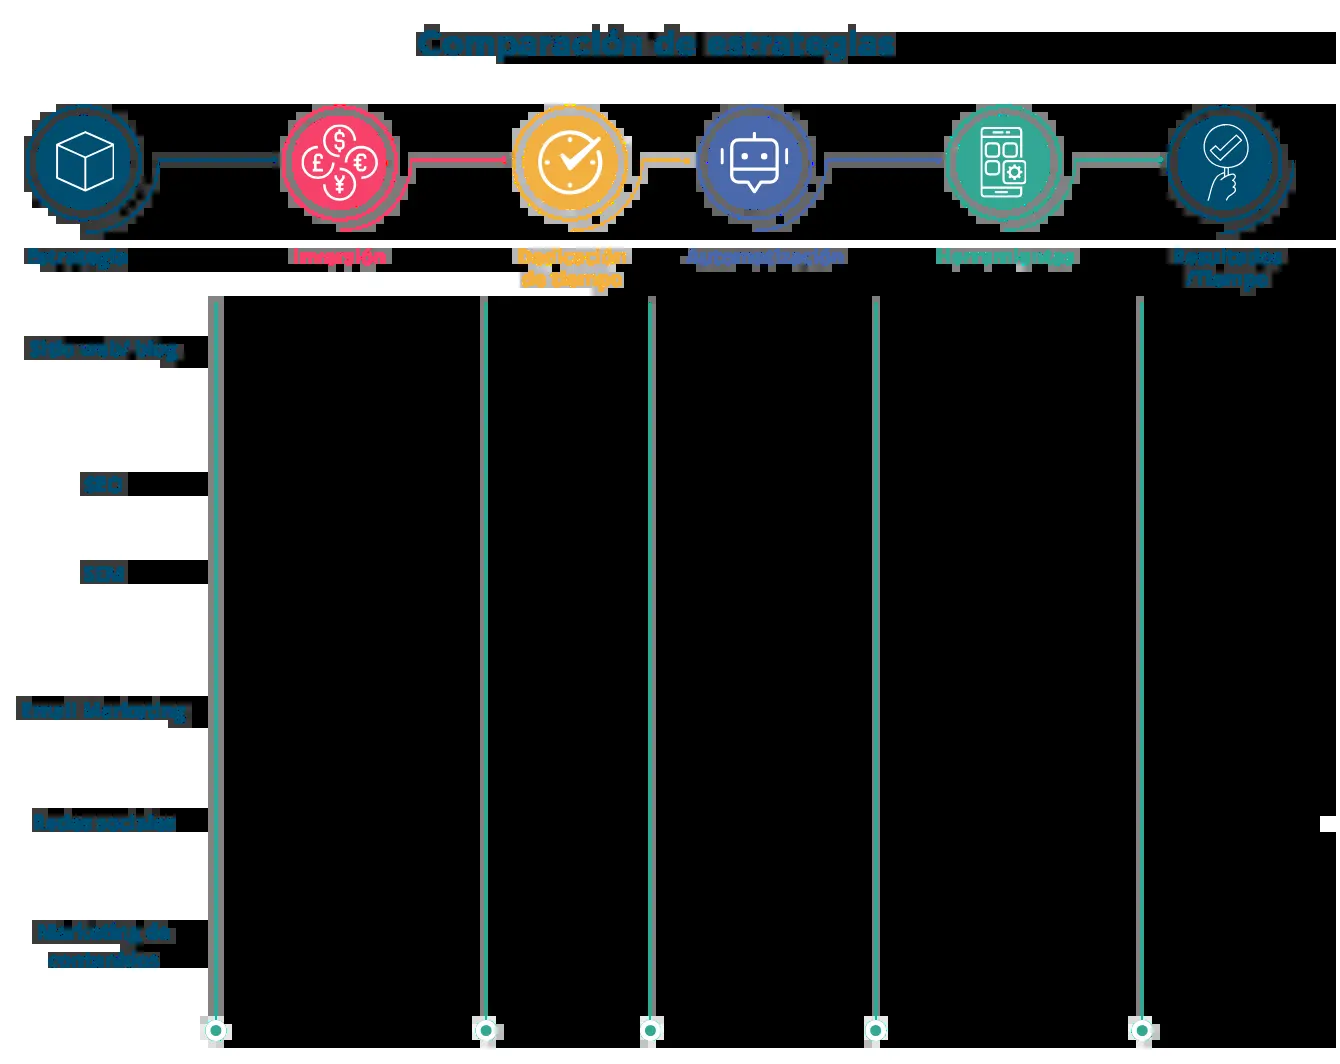 Comparación de estrategias
Estrategia
Inversión
Dedicación
de tiempo
Automatización
Herramientas
Resultados
/Tiempo
Sitio web/ blog
SEO
SEM
Email Marketing
Redes sociales
Marketing de
contenidos